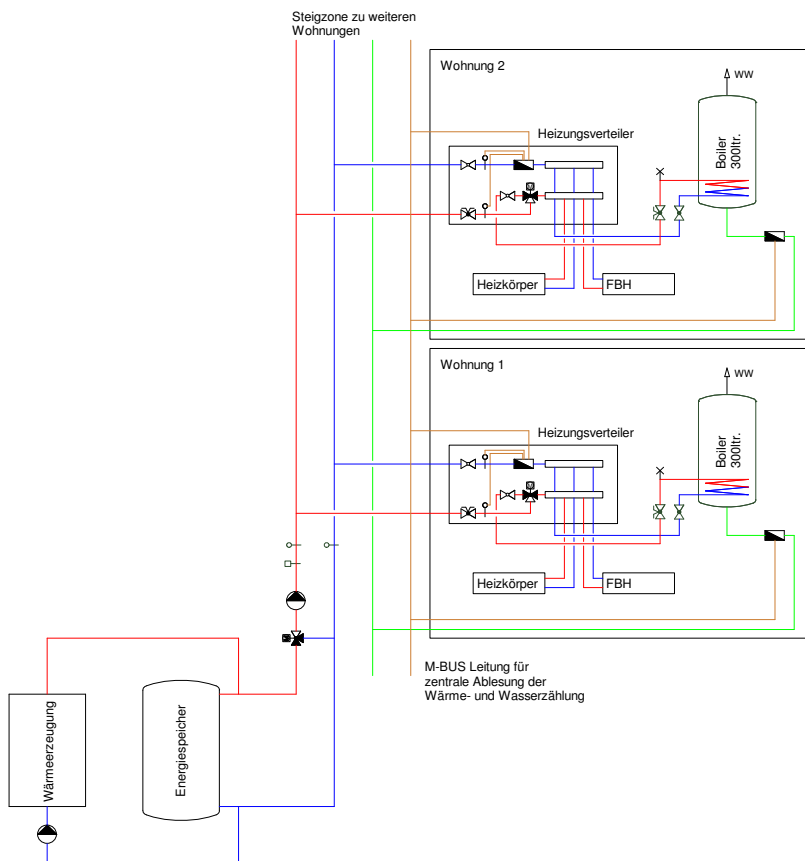 Steigzone zu weiteren
Wohnungen
Wohnung 2
WW
Heizungsverteiler
Boiler
300ltr.
M
Heizkörper
FBH
Wohnung 1
WW
Heizungsverteiler
Boiler
300ltr.
M
Heizkörper
FBH
M-BUS Leitung für
zentrale Ablesung der
Wärme- und Wasserzählung
Wärmeerzeugung
Energiespeicher